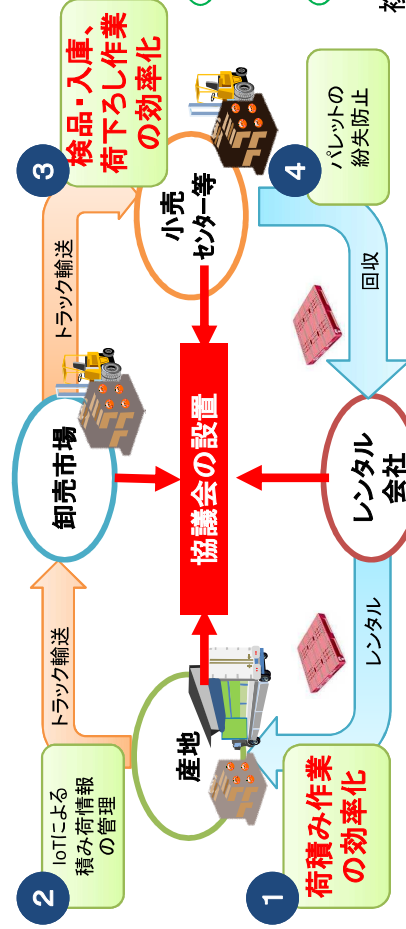 1
荷積み作業
の効率化
2
IoTによる
積み荷情報
の管理
3
検品・入庫、
荷下ろし作業
の効率化
4
パレットの
紛失防止
産地
トラック輸送
卸売市場
トラック輸送
小売
センター等
回収
レンタル
会社
レンタル
協議会の設置